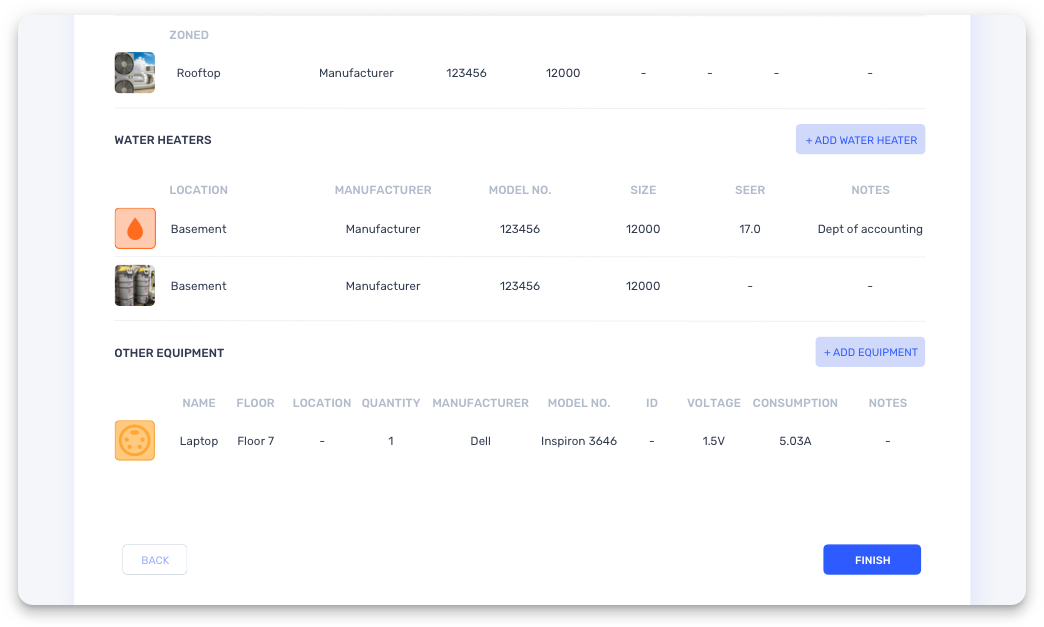 ZONED
Rooftop Manufacturer 123456 12000 - - - -
WATER HEATERS + ADD WATER HEATER
LOCATION MANUFACTURER MODEL NO. SIZE SEER NOTES
Basement Manufacturer 123456 12000 17.0 Dept of accounting
Basement Manufacturer 123456 12000 - -
OTHER EQUIPMENT + ADD EQUIPMENT
NAME FLOOR LOCATION QUANTITY MANUFACTURER MODEL NO. ID VOLTAGE CONSUMPTION NOTES
Laptop Floor 7 - 1 Dell Inspiron 3646 - 1.5V 5.03A -
BACK FINISH